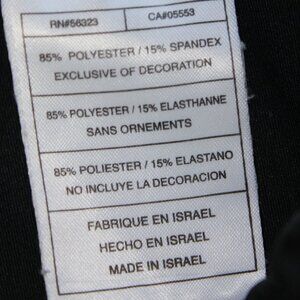 RN#56323 CA#05553
85% POLYESTER / 15% SPANDEX
EXCLUSIVE OF DECORATION
85% POLYESTER / 15% ELASTHANNE
SANS ORNEMENTS
85% POLIESTER / 15% ELASTANO
NO INCLUYE LA DECORACION
FABRIQUE EN ISRAEL
HECHO EN ISRAEL
MADE IN ISRAEL